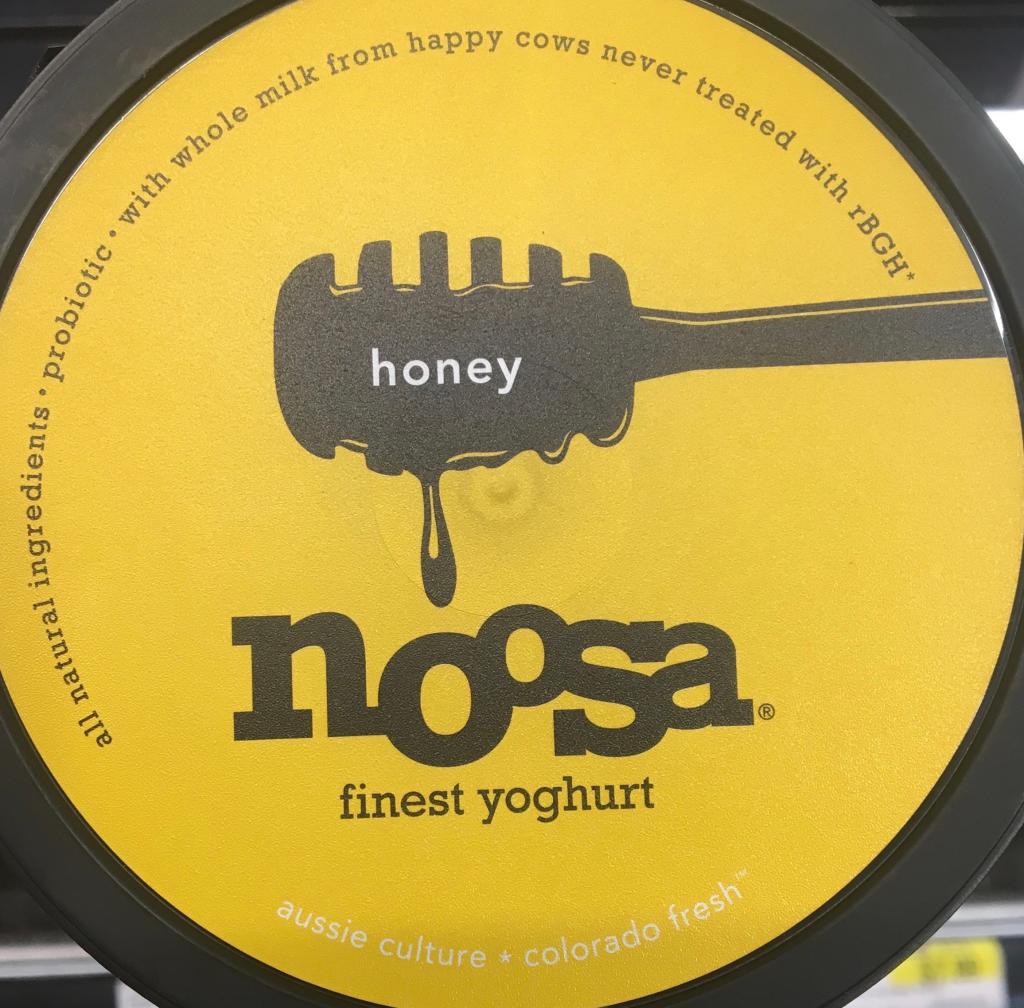 all natural ingredients • probiotic • with whole milk from happy cows never treated with rBGH*
honey
noosa®
finest yoghurt
aussie culture * colorado fresh™